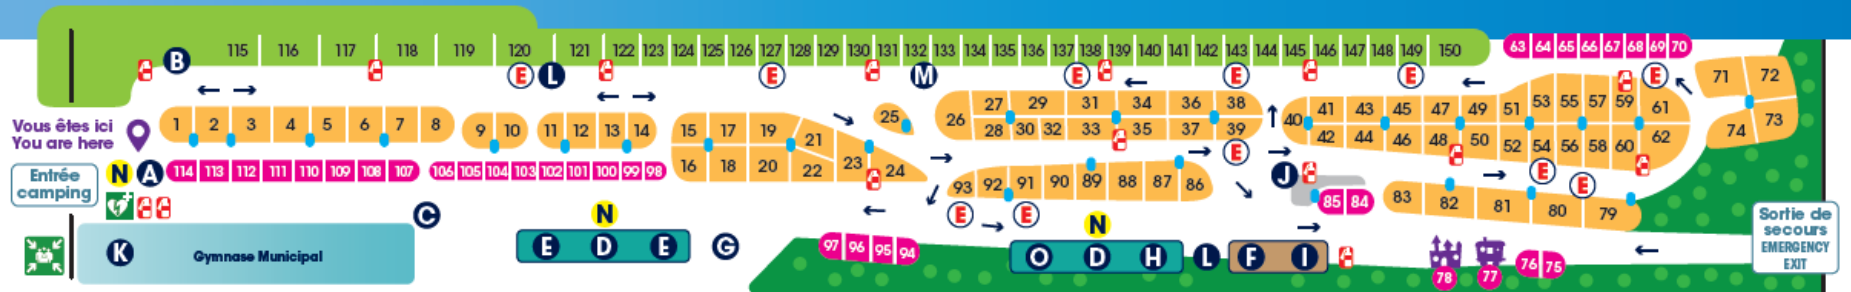 115 116 117 118 119 120 121 122 123 124 125 126 127 128 129 130 131 132 133 134 135 136 137 138 139 140 141 142 143 144 145 146 147 148 149 150
63 64 65 66 67 68 69 70
B E L E M E E E E
71 72
73 74
Vous êtes ici
You are here
1 2 3 4 5 6 7 8
9 10
11 12 13 14
15 17 19 21
16 18 20 22 23 24
25
26 27 29 31 34 36 38
28 30 32 33 35 37 39
E
40 41 43 45 47 49 51 53 55 57 59 61
42 44 46 48 50 52 54 56 58 60 62
Entrée
camping
N A
114 113 112 111 110 109 108 107
106 105 104 103 102 101 100 99 98
93 92 91 90 89 88 87 86
J
85 84
E E
83 82 81 80 79
C
N
E E
N
K
Gymnase Municipal
E D E
G
97 96 95 94
O D H
L
F I
78 77 76 75
Sortie de
secours
EMERGENCY
EXIT